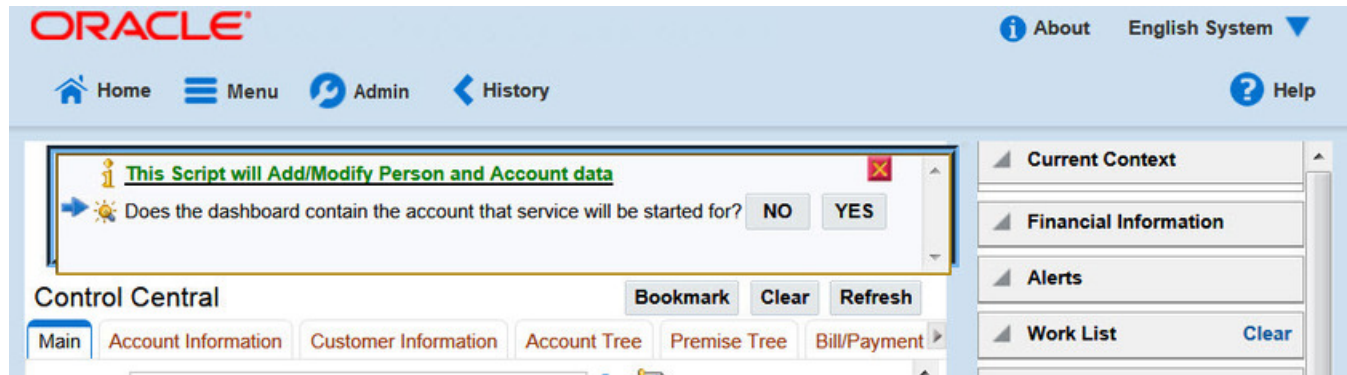 ORACLE
About English System
Home Menu Admin History
Help
This Script will Add/Modify Person and Account data
Does the dashboard contain the account that service will be started for? NO YES
Control Central
Bookmark Clear Refresh
Main Account Information Customer Information Account Tree Premise Tree Bill/Payment
Current Context
Financial Information
Alerts
Work List Clear